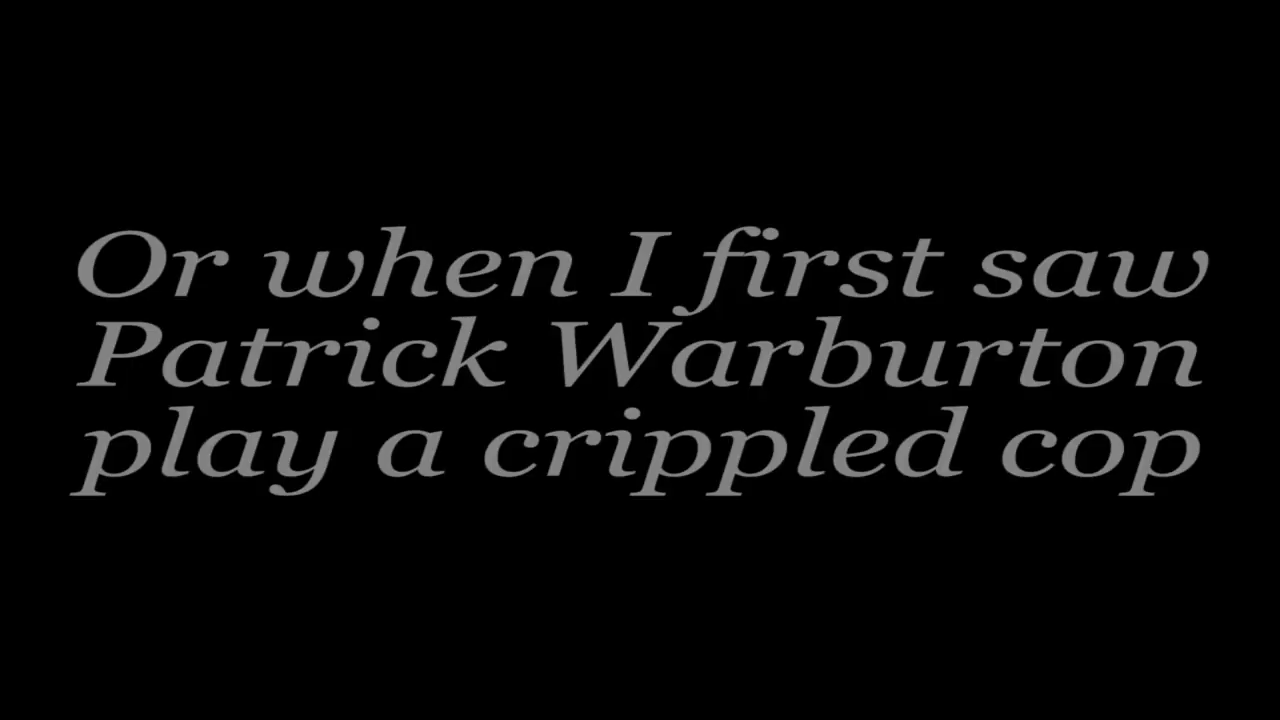 Or when I first saw
Patrick Warburton
play a crippled cop